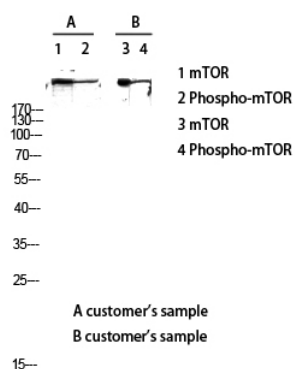 A B
1 2 3 4
1 mTOR
2 Phospho-mTOR
3 mTOR
4 Phospho-mTOR
170--
130--
100--
70---
55---
40---
35---
25---
15---
A customer's sample
B customer's sample